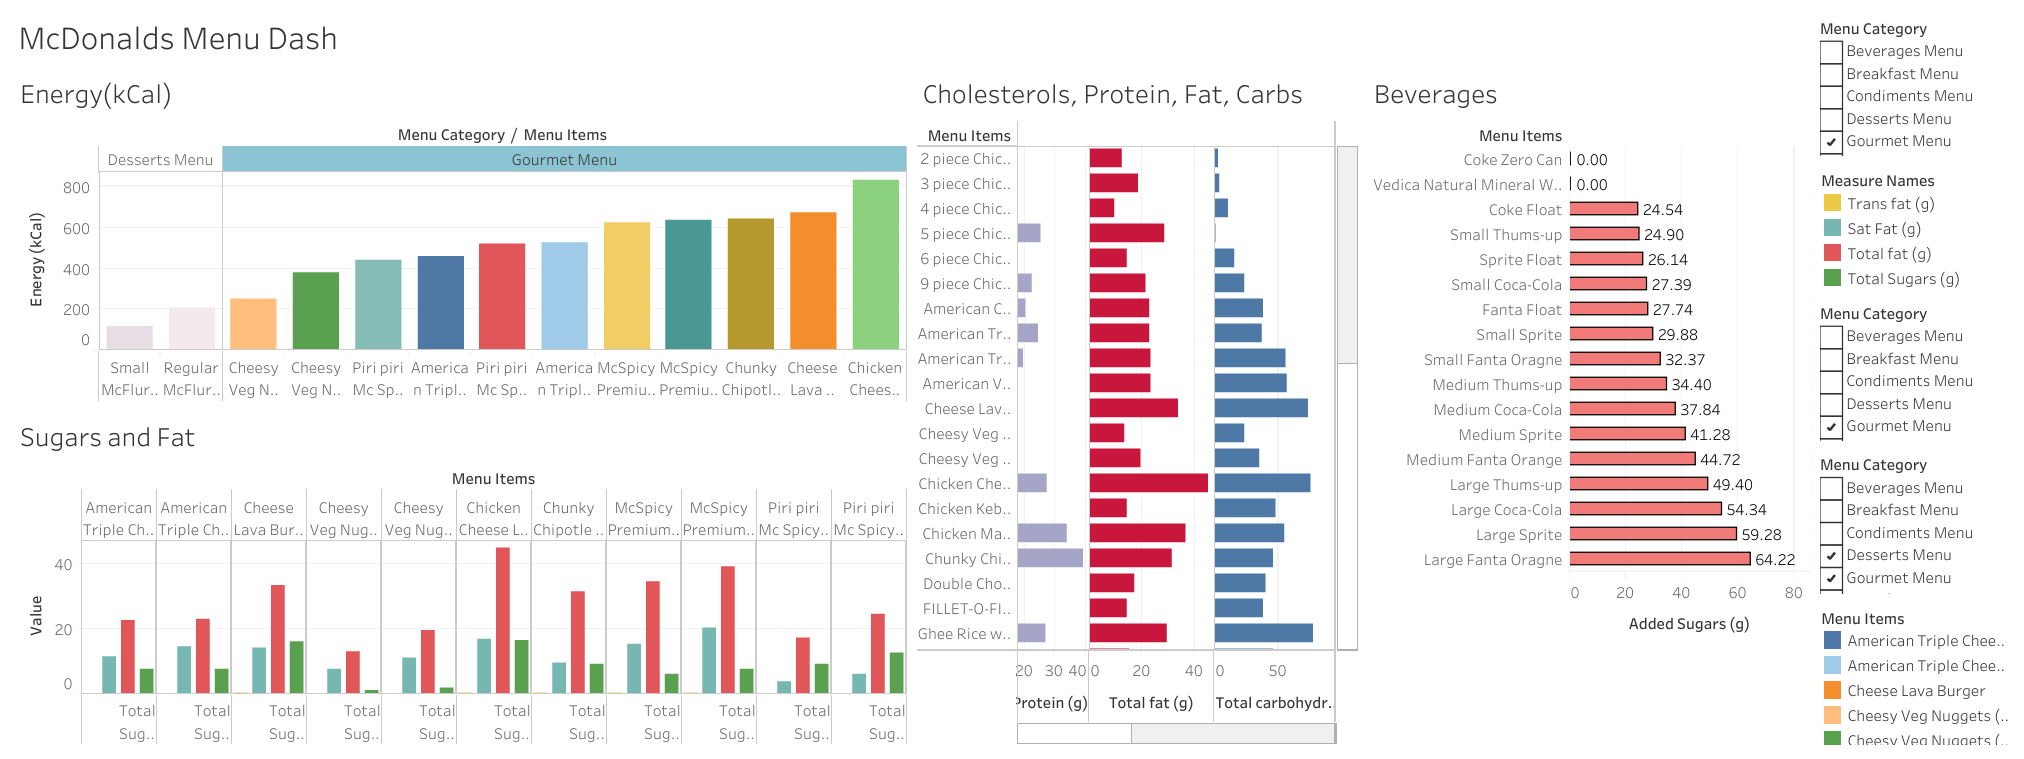 McDonalds Menu Dash
Energy(kCal)
Menu Category / Menu Items
Desserts Menu
Gourmet Menu
Energy (kCal)
800
600
400
200
0
Small McFlur..
Regular McFlur..
Cheesy Veg N..
Cheesy Veg N..
Piri piri Mc Sp..
America n Tripl..
Piri piri Mc Sp..
America n Tripl..
McSpicy Premiu..
McSpicy Premiu..
Chunky Chipotl..
Cheese Lava ..
Chicken Chees..
Sugars and Fat
Menu Items
American Triple Ch..
American Triple Ch..
Cheese Lava Bur..
Cheesy Veg Nug..
Cheesy Veg Nug..
Chicken Cheese L..
Chunky Chipotle ..
McSpicy Premium..
McSpicy Premium..
Piri piri Mc Spicy..
Piri piri Mc Spicy..
Value
40
20
0
Total Sug..
Total Sug..
Total Sug..
Total Sug..
Total Sug..
Total Sug..
Total Sug..
Total Sug..
Total Sug..
Total Sug..
Total Sug..
Cholesterols, Protein, Fat, Carbs
Menu Items
2 piece Chic..
3 piece Chic..
4 piece Chic..
5 piece Chic..
6 piece Chic..
9 piece Chic..
American C..
American Tr..
American Tr..
American V..
Cheese Lav..
Cheesy Veg ..
Cheesy Veg ..
Chicken Che..
Chicken Keb..
Chicken Ma..
Chunky Chi..
Double Cho..
FILLET-O-FI..
Ghee Rice w..
20 30 40
0 20 40
0 50
Protein (g)
Total fat (g)
Total carbohydr..
Beverages
Menu Items
Coke Zero Can 0.00
Vedica Natural Mineral W.. 0.00
Coke Float 24.54
Small Thums-up 24.90
Sprite Float 26.14
Small Coca-Cola 27.39
Fanta Float 27.74
Small Sprite 29.88
Small Fanta Oragne 32.37
Medium Thums-up 34.40
Medium Coca-Cola 37.84
Medium Sprite 41.28
Medium Fanta Orange 44.72
Large Thums-up 49.40
Large Coca-Cola 54.34
Large Sprite 59.28
Large Fanta Oragne 64.22
0 20 40 60 80
Added Sugars (g)
Menu Category
Beverages Menu
Breakfast Menu
Condiments Menu
Desserts Menu
Gourmet Menu
Measure Names
Trans fat (g)
Sat Fat (g)
Total fat (g)
Total Sugars (g)
Menu Category
Beverages Menu
Breakfast Menu
Condiments Menu
Desserts Menu
Gourmet Menu
Menu Category
Beverages Menu
Breakfast Menu
Condiments Menu
Desserts Menu
Gourmet Menu
Menu Items
American Triple Chee..
American Triple Chee..
Cheese Lava Burger
Cheesy Veg Nuggets (..
Cheesy Veg Nuggets (..